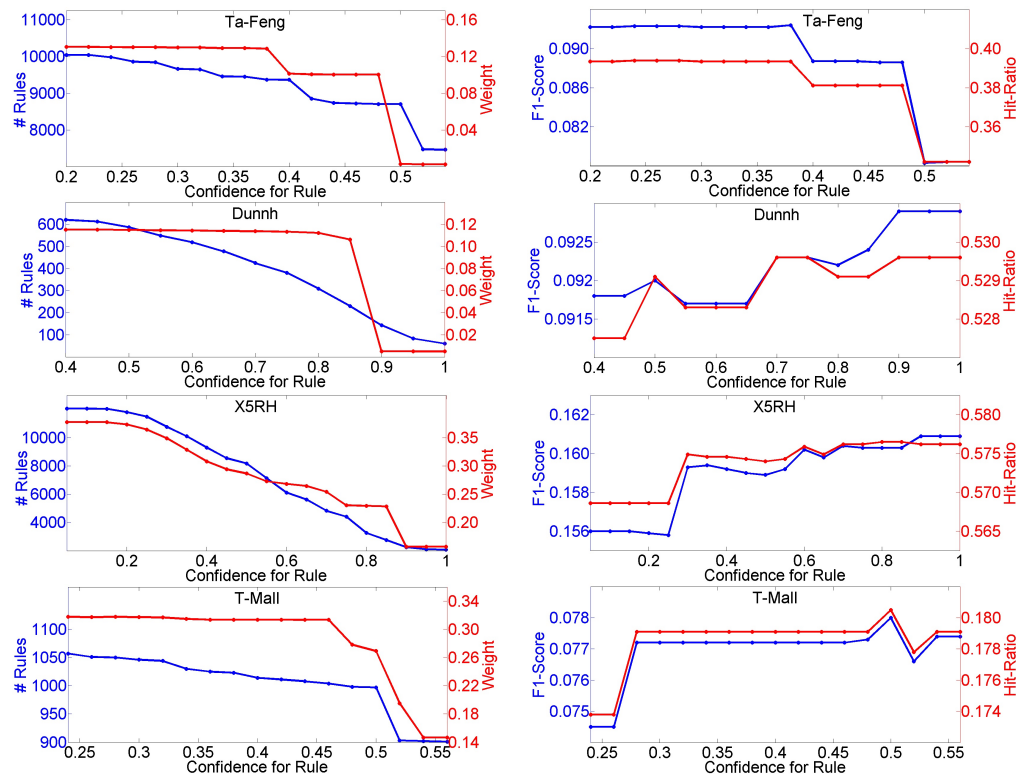 Ta-Feng
# Rules
11000
10000
9000
8000
0.16
0.12
0.08
0.04
Weight
0.2 0.25 0.3 0.35 0.4 0.45 0.5
Confidence for Rule
Ta-Feng
F1-Score
0.090
0.086
0.082
0.40
0.38
0.36
Hit-Ratio
0.2 0.25 0.3 0.35 0.4 0.45 0.5
Confidence for Rule
Dunnh
# Rules
600
500
400
300
200
100
0.12
0.10
0.08
0.06
0.04
0.02
Weight
0.4 0.5 0.6 0.7 0.8 0.9 1
Confidence for Rule
Dunnh
F1-Score
0.0925
0.092
0.0915
0.530
0.529
0.528
Hit-Ratio
0.4 0.5 0.6 0.7 0.8 0.9 1
Confidence for Rule
X5RH
# Rules
10000
8000
6000
4000
0.35
0.30
0.25
0.20
Weight
0.2 0.4 0.6 0.8 1
Confidence for Rule
X5RH
F1-Score
0.162
0.160
0.158
0.156
0.580
0.575
0.570
0.565
Hit-Ratio
0.2 0.4 0.6 0.8 1
Confidence for Rule
T-Mall
# Rules
1100
1050
1000
950
900
0.34
0.30
0.26
0.22
0.18
0.14
Weight
0.25 0.3 0.35 0.4 0.45 0.5 0.55
Confidence for Rule
T-Mall
F1-Score
0.078
0.077
0.076
0.075
0.180
0.178
0.176
0.174
Hit-Ratio
0.25 0.3 0.35 0.4 0.45 0.5 0.55
Confidence for Rule